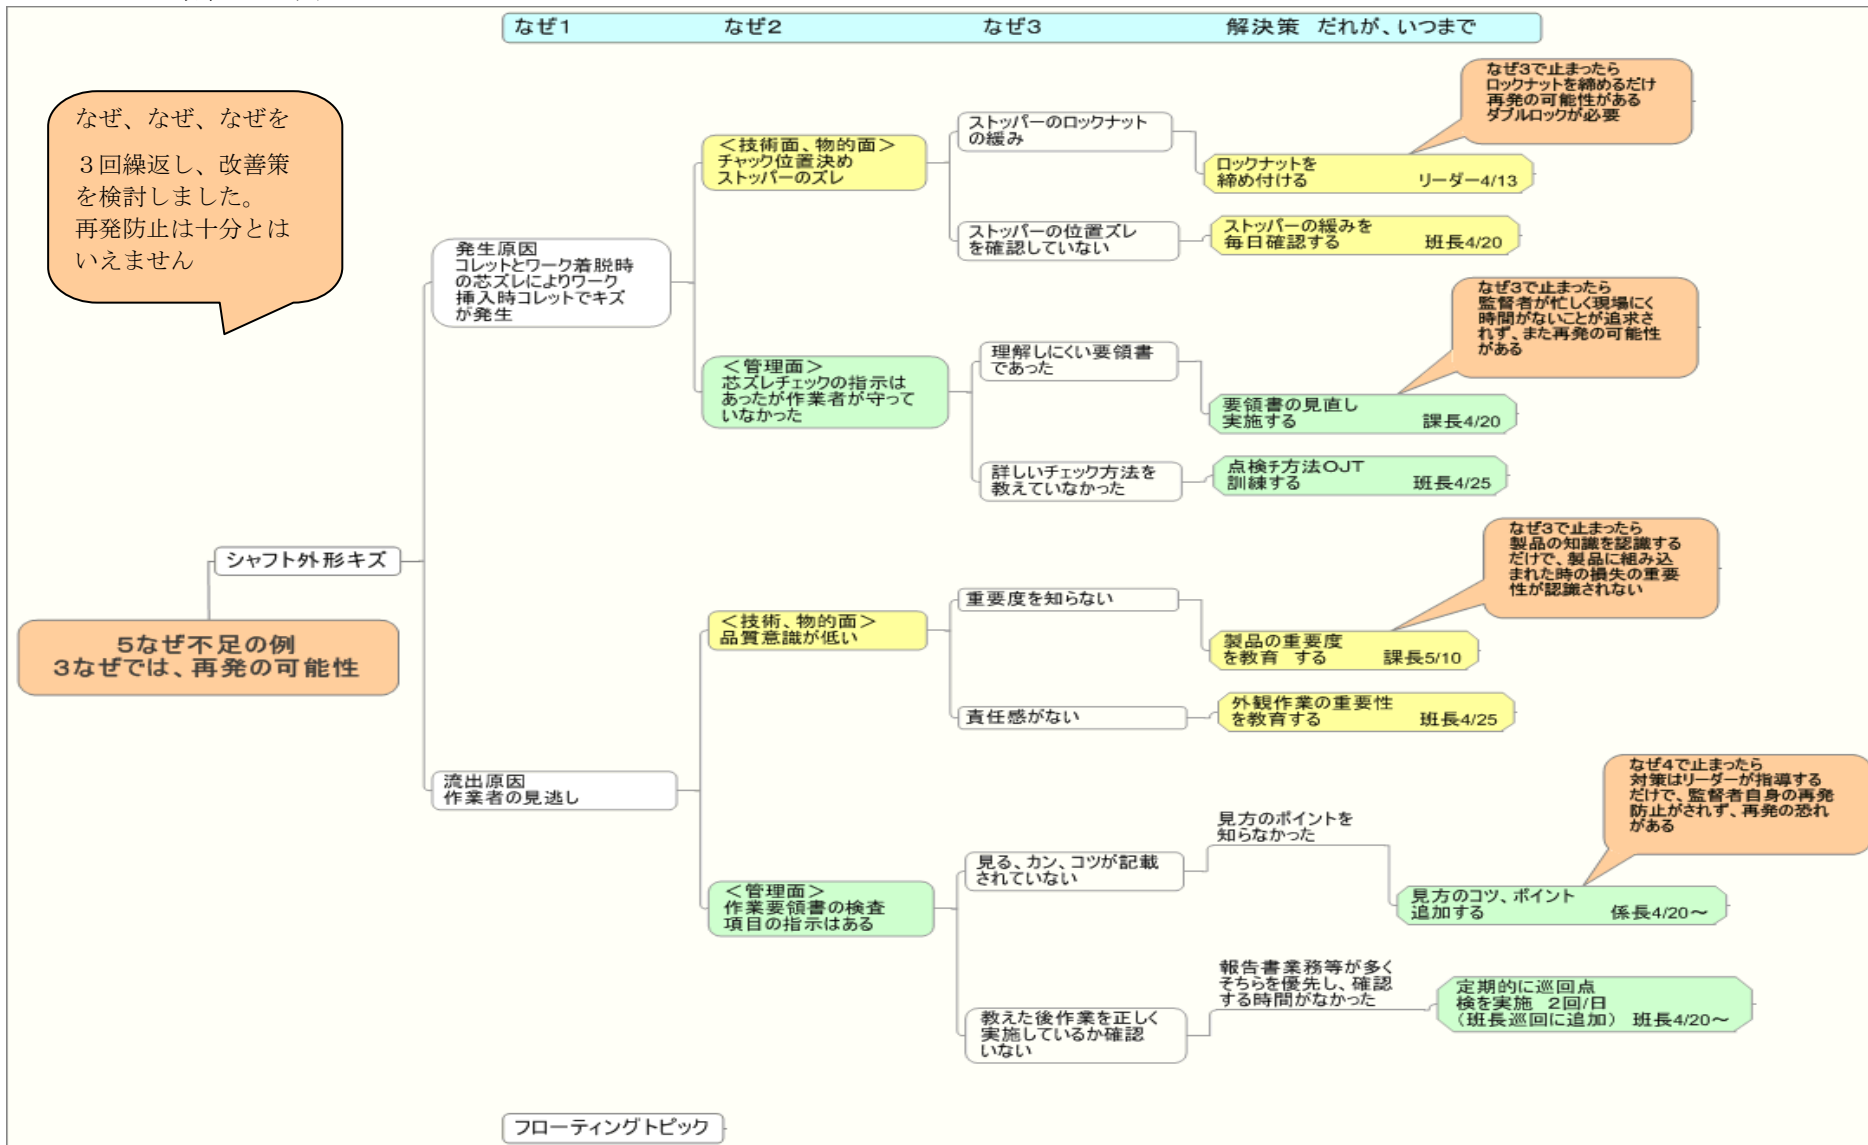 なぜ1 なぜ2 なぜ3 解決策 だれが、いつまで
なぜ、なぜ、なぜを
３回繰返し、改善策
を検討しました。
再発防止は十分とは
いえません
5なぜ不足の例
3なぜでは、再発の可能性
シャフト外形キズ
発生原因
コレットとワーク着脱時
の芯ズレによりワーク
挿入時コレットでキズ
が発生
＜技術面、物的面＞
チャック位置決め
ストッパーのズレ
ストッパーのロックナット
の緩み
ロックナットを
締め付ける リーダー4/13
なぜ3で止まったら
ロックナットを締めるだけ
再発の可能性がある
ダブルロックが必要
ストッパーの位置ズレ
を確認していない
ストッパーの緩みを
毎日確認する 班長4/20
＜管理面＞
芯ズレチェックの指示は
あったが作業者が守って
いなかった
理解しにくい要領書
であった
要領書の見直し
実施する 課長4/20
なぜ3で止まったら
監督者が忙しく現場にく
時間がないことが追求さ
れず、また再発の可能性
がある
詳しいチェック方法を
教えていなかった
点検チ方法OJT
訓練する 班長4/25
流出原因
作業者の見逃し
＜技術、物的面＞
品質意識が低い
重要度を知らない
製品の重要度
を教育 する 課長5/10
なぜ3で止まったら
製品の知識を認識する
だけで、製品に組み込
まれた時の損失の重要
性が認識されない
責任感がない
外観作業の重要性
を教育する 班長4/25
＜管理面＞
作業要領書の検査
項目の指示はある
見る、カン、コツが記載
されていない
見方のポイントを
知らなかった
見方のコツ、ポイント
追加する 係長4/20～
なぜ4で止まったら
対策はリーダーが指導する
だけで、監督者自身の再発
防止がされず、再発の恐れ
がある
教えた後作業を正しく
実施しているか確認
いない
報告書業務等が多く
そちらを優先し、確認
する時間がなかった
定期的に巡回点
検を実施 2回/日
（班長巡回に追加） 班長4/20～
フローティングトピック